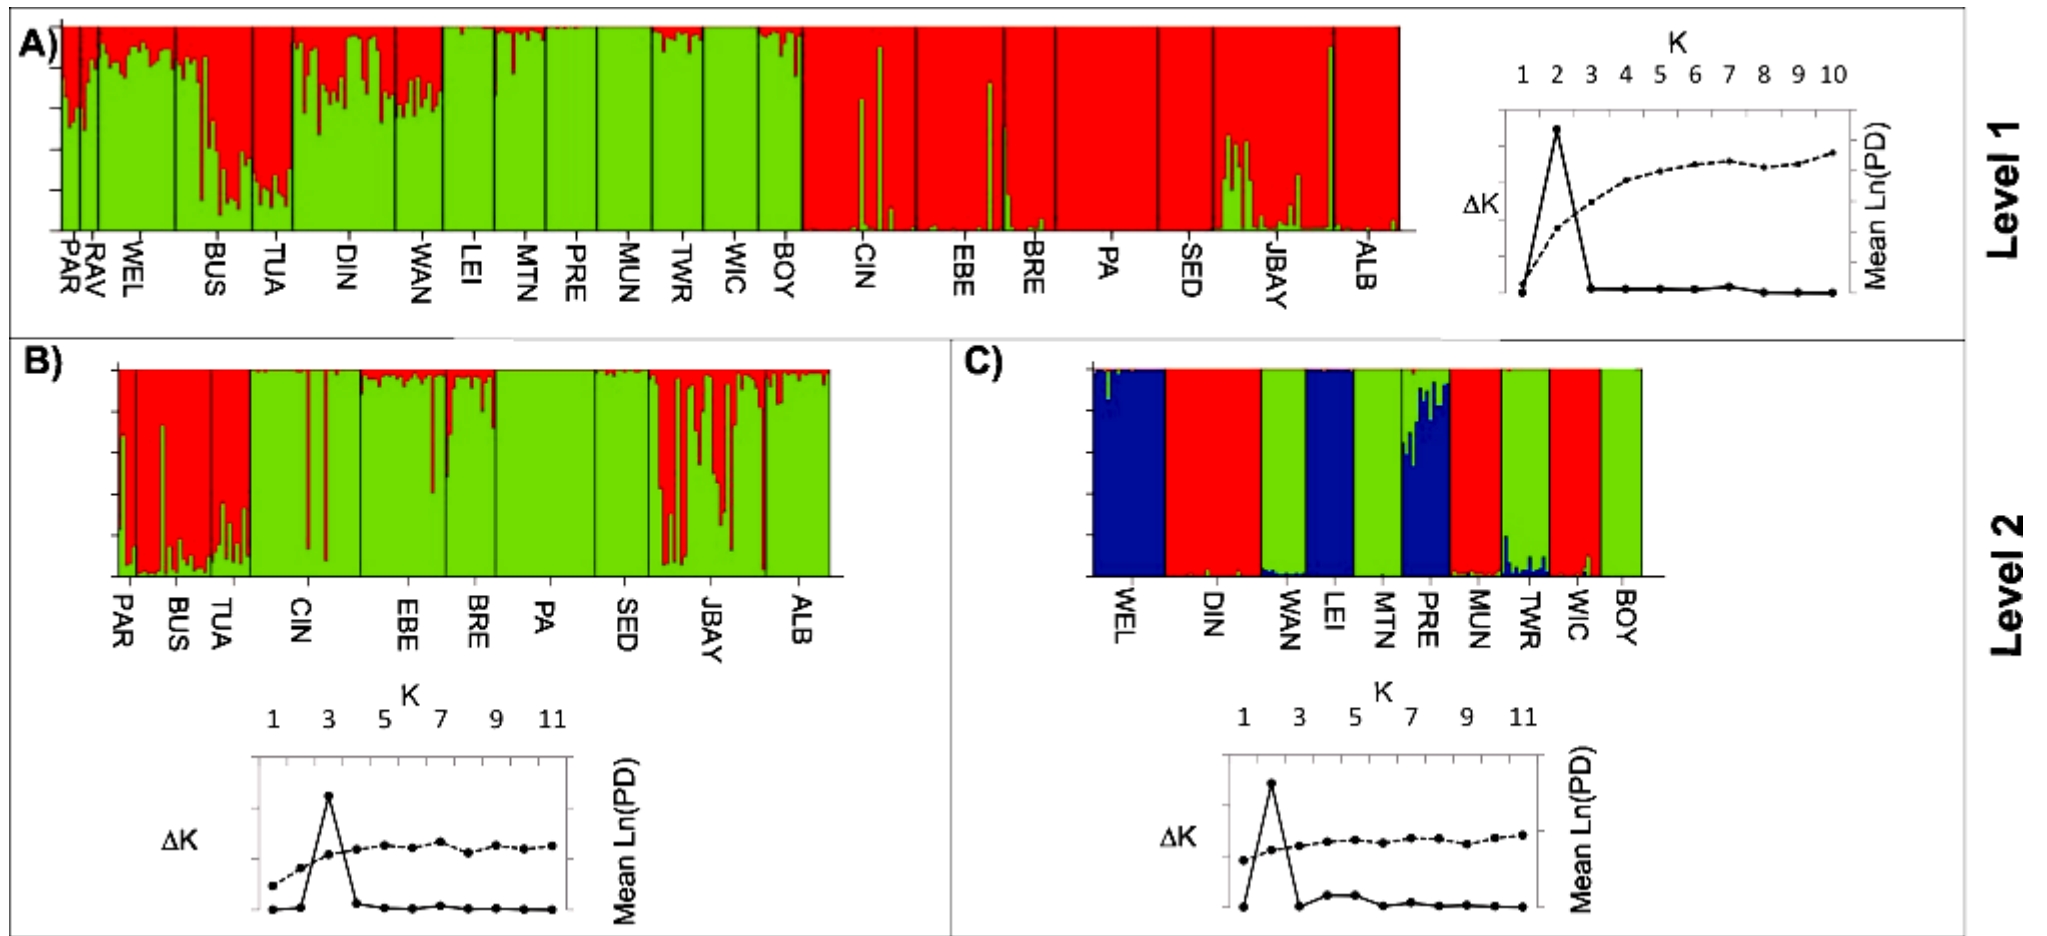 A)
K
1 2 3 4 5 6 7 8 9 10
ΔK
Mean Ln(PD)
Level 1
PAR RAV WEL BUS TUA DIN WAN LEI MTN PRE MUN TWR WIC BOY CIN EBE BRE PA SED JBAY ALB
B)
PAR BUS TUA CIN EBE BRE PA SED JBAY ALB
K
1 3 5 7 9 11
ΔK
Mean Ln(PD)
C)
WEL DIN WAN LEI MTN PRE MUN TWR WIC BOY
K
1 3 5 7 9 11
ΔK
Mean Ln(PD)
Level 2